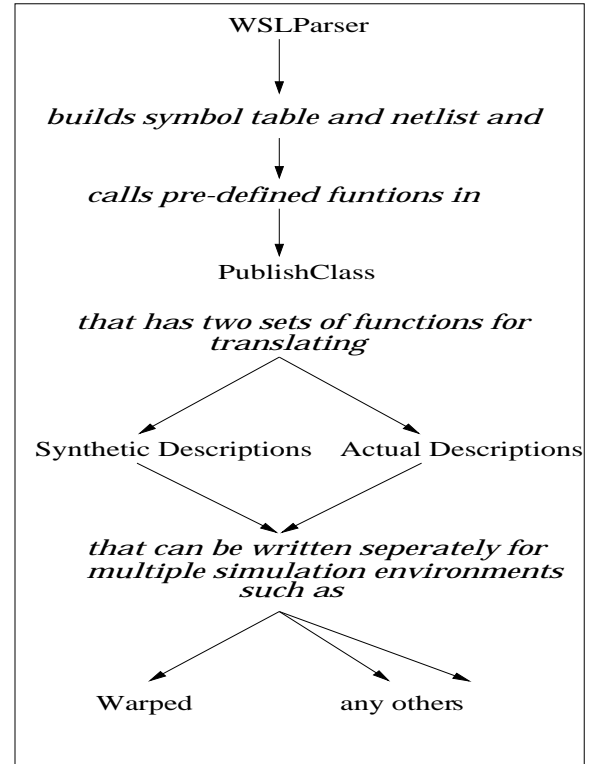 WSLParser
builds symbol table and netlist and
calls pre-defined funtions in
PublishClass
that has two sets of functions for
translating
Synthetic Descriptions
Actual Descriptions
that can be written seperately for
multiple simulation environments
such as
Warped
any others